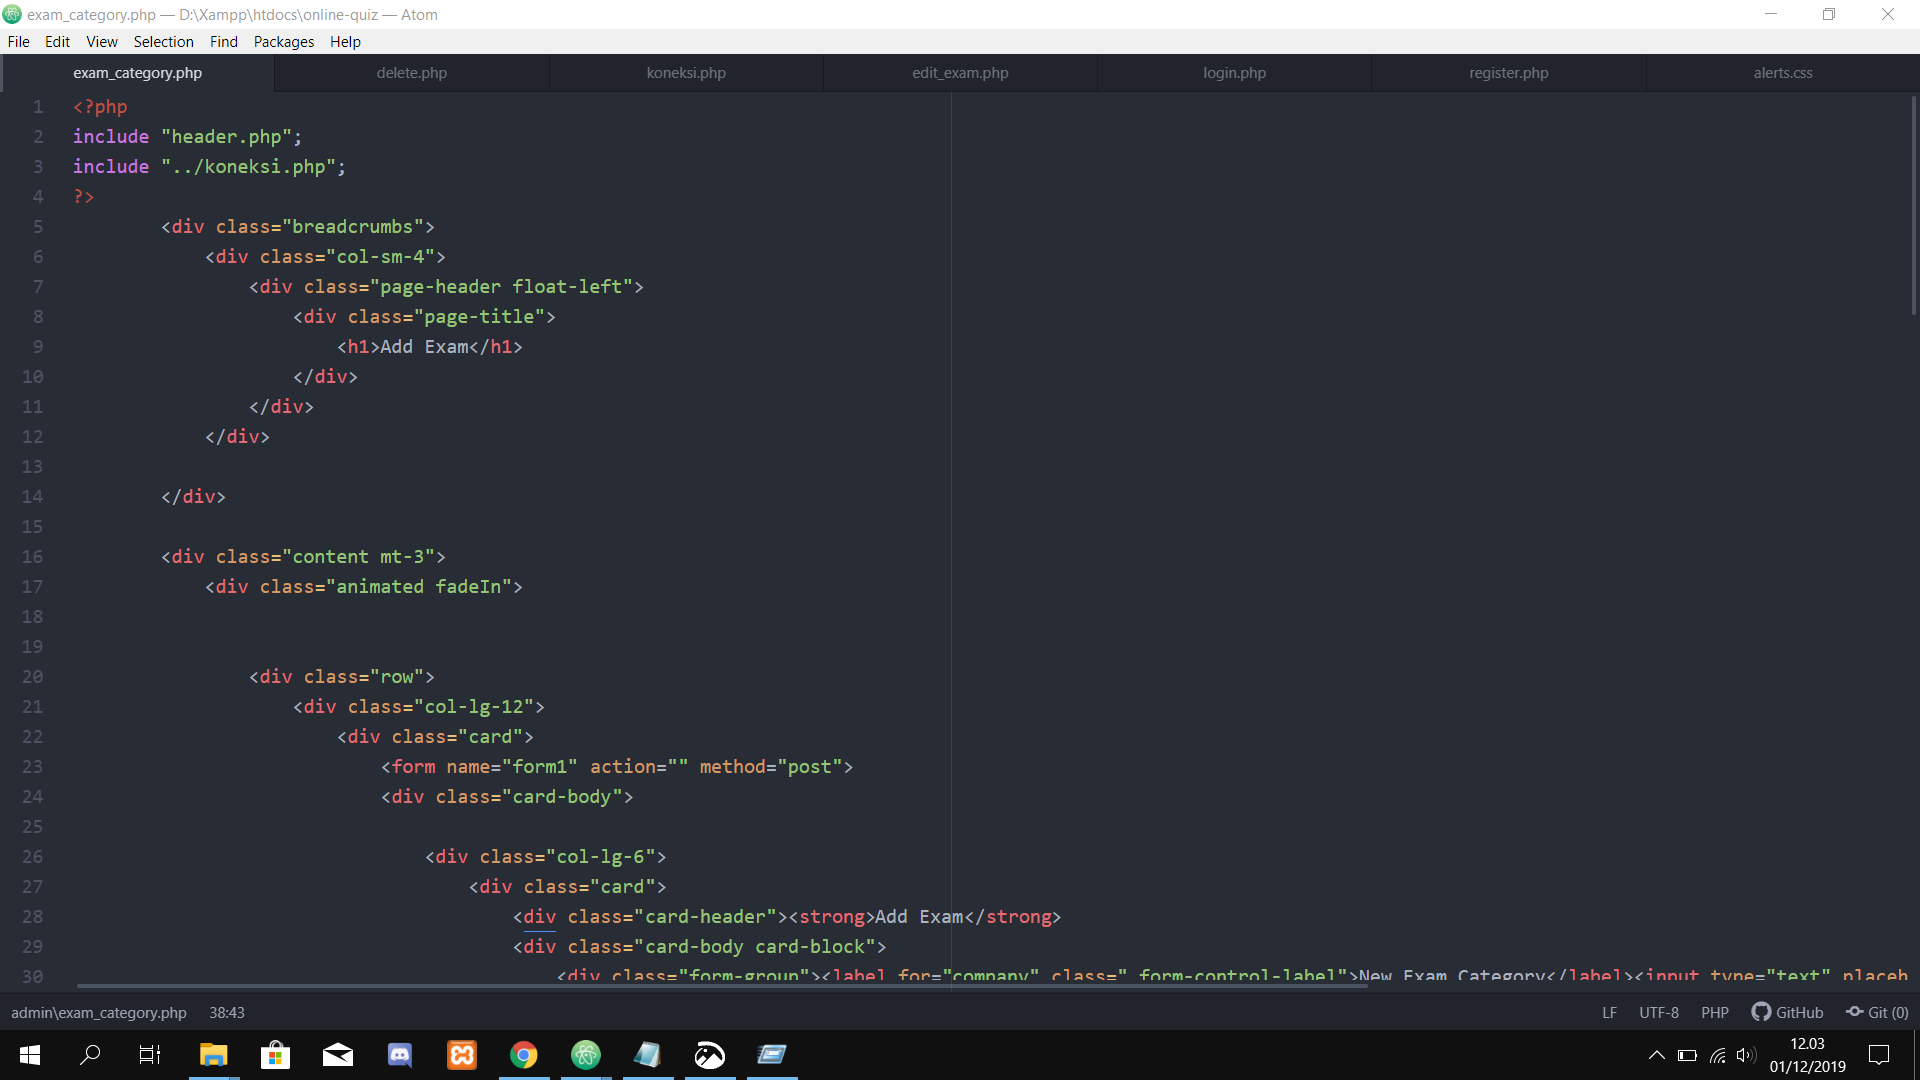 exam_category.php — D:\Xampp\htdocs\online-quiz — Atom
File Edit View Selection Find Packages Help
exam_category.php delete.php koneksi.php edit_exam.php login.php register.php alerts.css
1 <?php
2 include "header.php";
3 include "../koneksi.php";
4 ?>
5 <div class="breadcrumbs">
6 <div class="col-sm-4">
7 <div class="page-header float-left">
8 <div class="page-title">
9 <h1>Add Exam</h1>
10 </div>
11 </div>
12 </div>
13
14 </div>
15
16 <div class="content mt-3">
17 <div class="animated fadeIn">
18
19
20 <div class="row">
21 <div class="col-lg-12">
22 <div class="card">
23 <form name="form1" action="" method="post">
24 <div class="card-body">
25
26 <div class="col-lg-6">
27 <div class="card">
28 <div class="card-header"><strong>Add Exam</strong>
29 <div class="card-body card-block">
30 <div class="form-group"><label for="company" class=" form-control-label">New Exam Category</label><input type="text" placeh
admin\exam_category.php 38:43 LF UTF-8 PHP GitHub Git (0)
12.03
01/12/2019